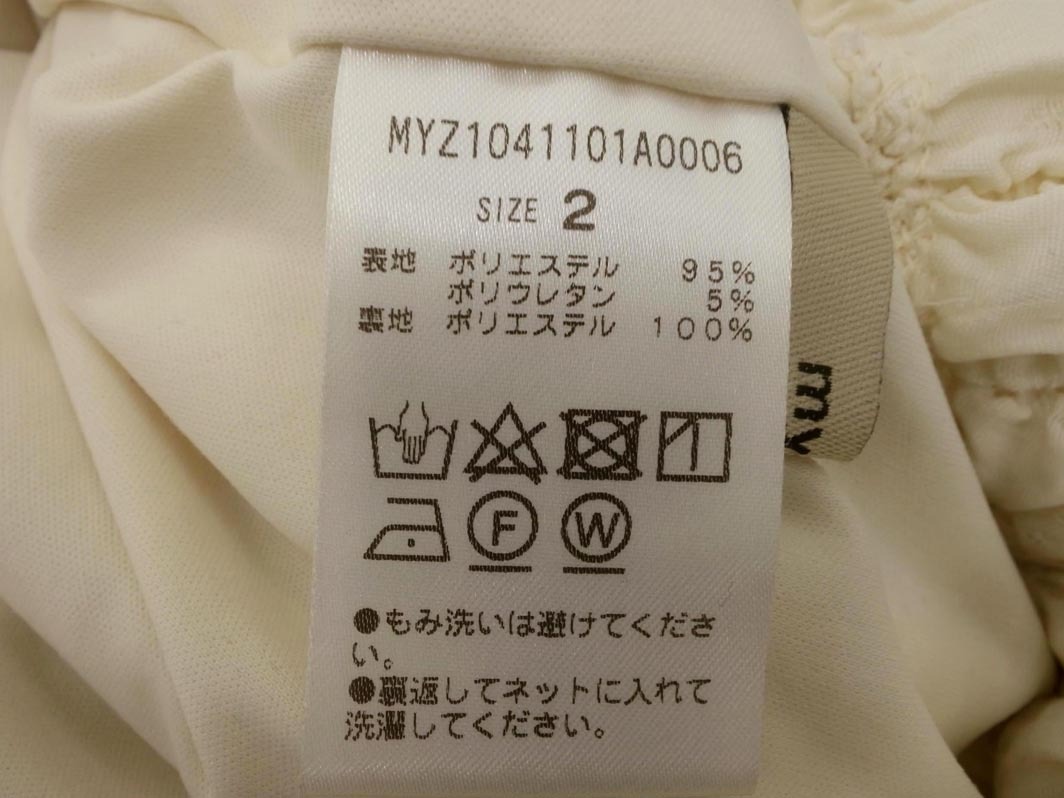 MYZ1041101A0006
SIZE 2
表地 ポリエステル 95%
ポリウレタン 5%
裏地 ポリエステル 100%
F W
●もみ洗いは避けてくださ
い。
●裏返してネットに入れて
洗濯してください。
my